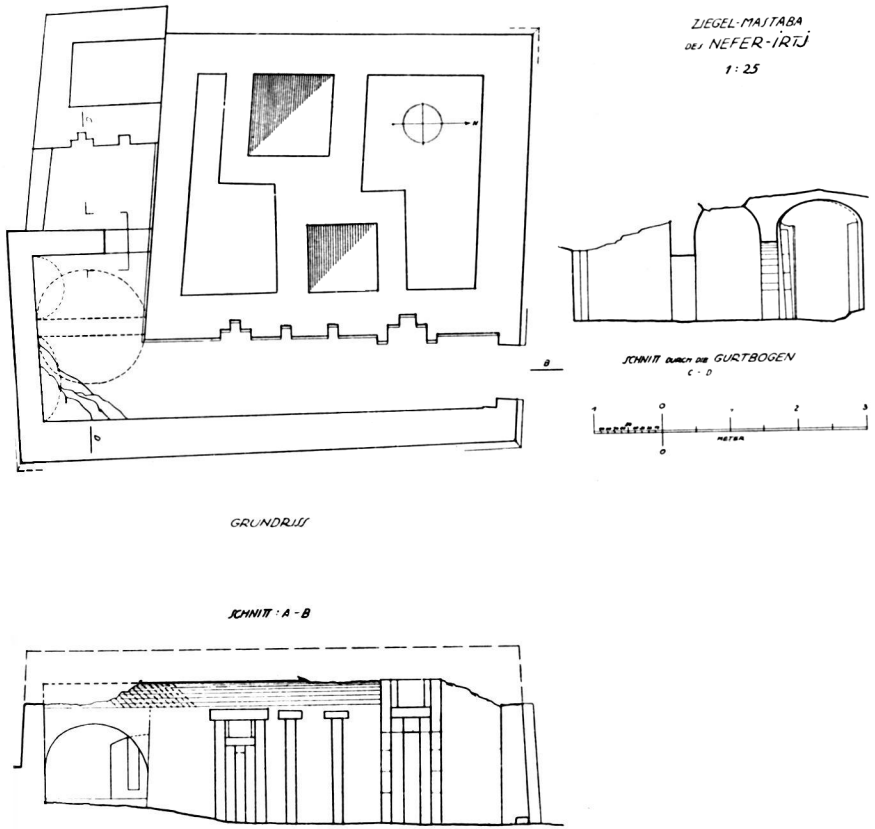 ZIEGEL-MASTABA
DES NEFER-IRTJ
1:25
N
B
SCHNITT DURCH DIE GURTBOGEN
C - D
1 0 1 2 3
METER
0
GRUNDRISS
SCHNITT : A - B